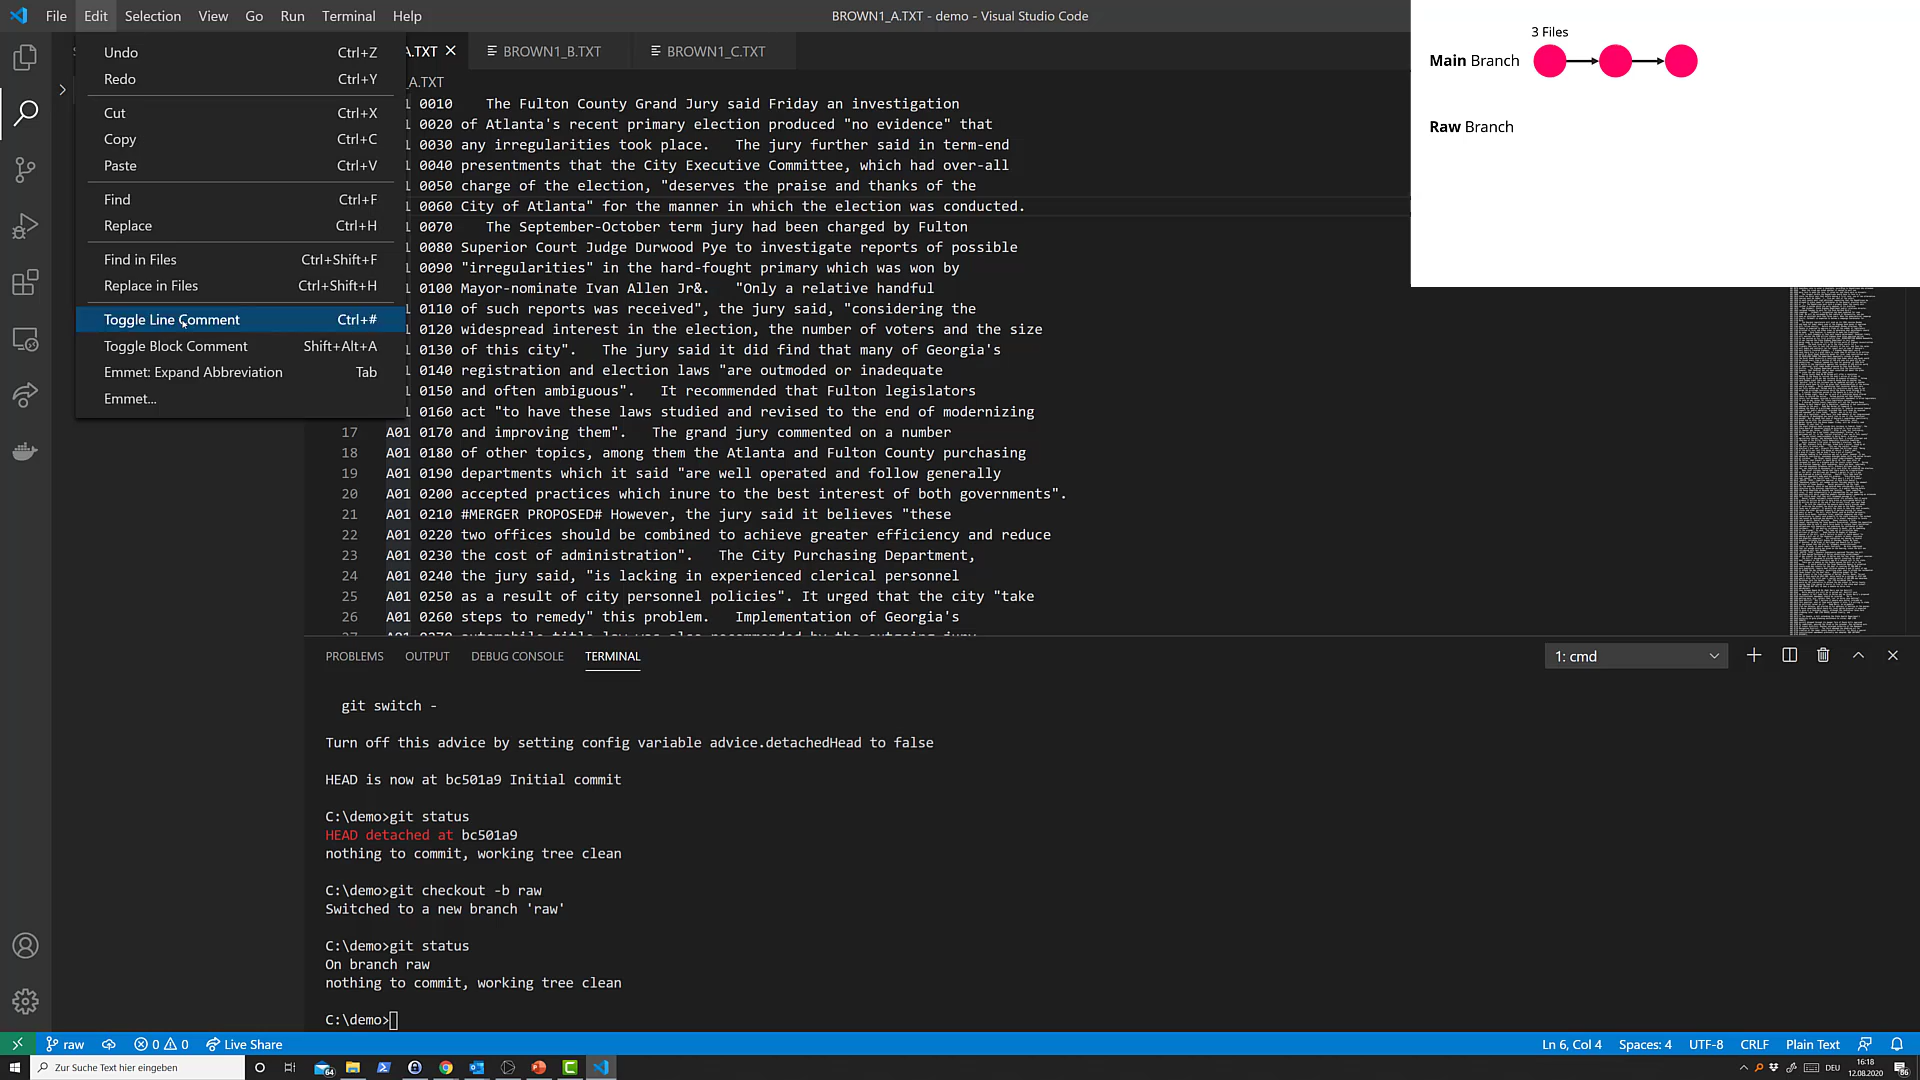 File Edit Selection View Go Run Terminal Help
BROWN1_A.TXT - demo - Visual Studio Code
A.TXT
BROWN1_B.TXT
BROWN1_C.TXT
_A.TXT
Undo Ctrl+Z
Redo Ctrl+Y
Cut Ctrl+X
Copy Ctrl+C
Paste Ctrl+V
Find Ctrl+F
Replace Ctrl+H
Find in Files Ctrl+Shift+F
Replace in Files Ctrl+Shift+H
Toggle Line Comment Ctrl+#
Toggle Block Comment Shift+Alt+A
Emmet: Expand Abbreviation Tab
Emmet...
0010 The Fulton County Grand Jury said Friday an investigation
0020 of Atlanta's recent primary election produced "no evidence" that
0030 any irregularities took place. The jury further said in term-end
0040 presentments that the City Executive Committee, which had over-all
0050 charge of the election, "deserves the praise and thanks of the
0060 City of Atlanta" for the manner in which the election was conducted.
0070 The September-October term jury had been charged by Fulton
0080 Superior Court Judge Durwood Pye to investigate reports of possible
0090 "irregularities" in the hard-fought primary which was won by
0100 Mayor-nominate Ivan Allen Jr&. "Only a relative handful
0110 of such reports was received", the jury said, "considering the
0120 widespread interest in the election, the number of voters and the size
0130 of this city". The jury said it did find that many of Georgia's
0140 registration and election laws "are outmoded or inadequate
0150 and often ambiguous". It recommended that Fulton legislators
0160 act "to have these laws studied and revised to the end of modernizing
17 A01 0170 and improving them". The grand jury commented on a number
18 A01 0180 of other topics, among them the Atlanta and Fulton County purchasing
19 A01 0190 departments which it said "are well operated and follow generally
20 A01 0200 accepted practices which inure to the best interest of both governments".
21 A01 0210 #MERGER PROPOSED# However, the jury said it believes "these
22 A01 0220 two offices should be combined to achieve greater efficiency and reduce
23 A01 0230 the cost of administration". The City Purchasing Department,
24 A01 0240 the jury said, "is lacking in experienced clerical personnel
25 A01 0250 as a result of city personnel policies". It urged that the city "take
26 A01 0260 steps to remedy" this problem. Implementation of Georgia's
3 Files
Main Branch
Raw Branch
PROBLEMS OUTPUT DEBUG CONSOLE TERMINAL
1: cmd
git switch -
Turn off this advice by setting config variable advice.detachedHead to false
HEAD is now at bc501a9 Initial commit
C:\demo>git status
HEAD detached at bc501a9
nothing to commit, working tree clean
C:\demo>git checkout -b raw
Switched to a new branch 'raw'
C:\demo>git status
On branch raw
nothing to commit, working tree clean
C:\demo>
raw 0 0 Live Share
Ln 6, Col 4 Spaces: 4 UTF-8 CRLF Plain Text
Zur Suche Text hier eingeben
64
DEU
16:18
12.08.2020